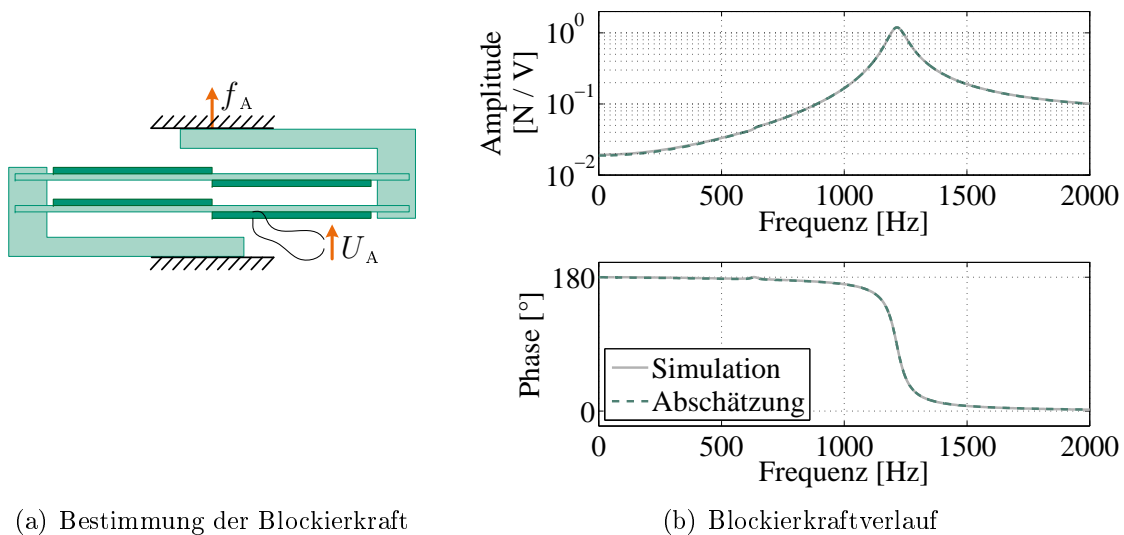 f_A
U_A
Amplitude
[N / V]
10^0
10^-1
10^-2
0
500
1000
1500
2000
Frequenz [Hz]
Phase [°]
180
0
Simulation
Abschätzung
0
500
1000
1500
2000
Frequenz [Hz]
(a) Bestimmung der Blockierkraft
(b) Blockierkraftverlauf